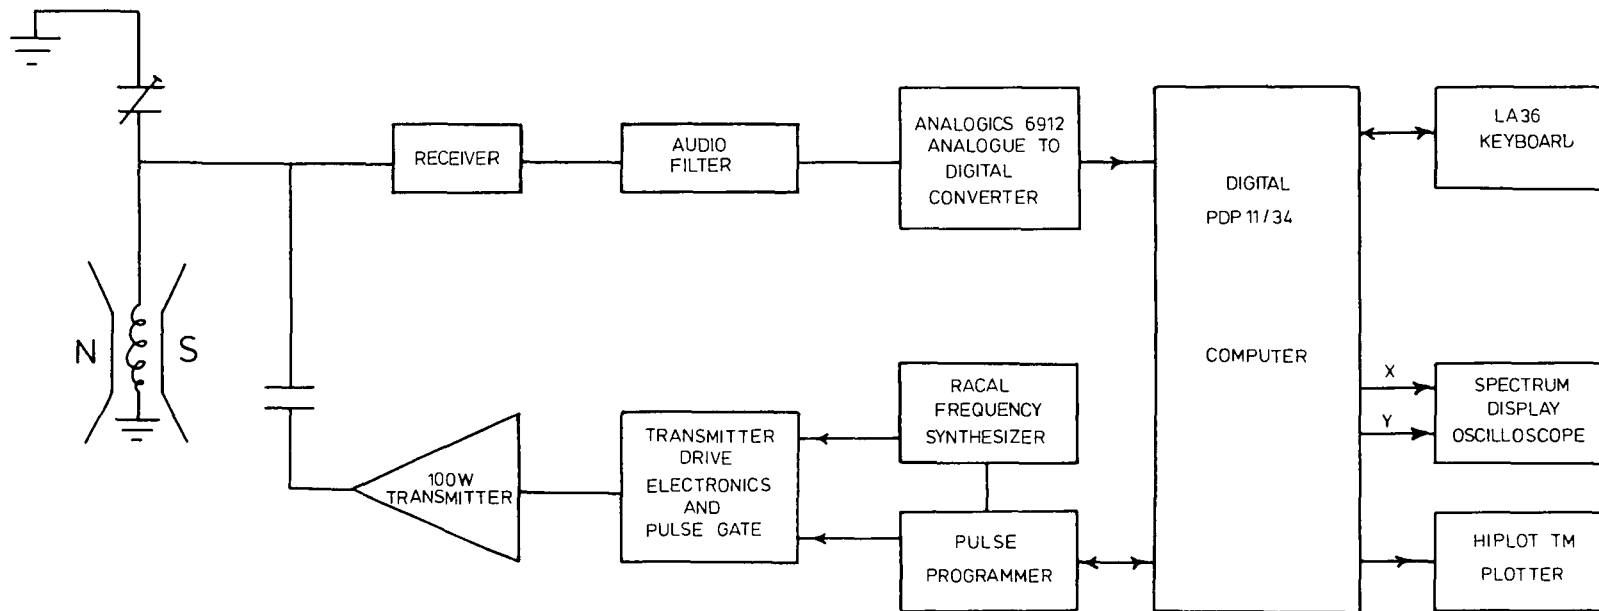 RECEIVER
AUDIO
FILTER
ANALOGICS 6912
ANALOGUE TO
DIGITAL
CONVERTER
DIGITAL
PDP 11/34
COMPUTER
LA36
KEYBOARD
N
S
100W
TRANSMITTER
TRANSMITTER
DRIVE
ELECTRONICS
AND
PULSE GATE
RACAL
FREQUENCY
SYNTHESIZER
PULSE
PROGRAMMER
X
Y
SPECTRUM
DISPLAY
OSCILLOSCOPE
HIPLOT TM
PLOTTER